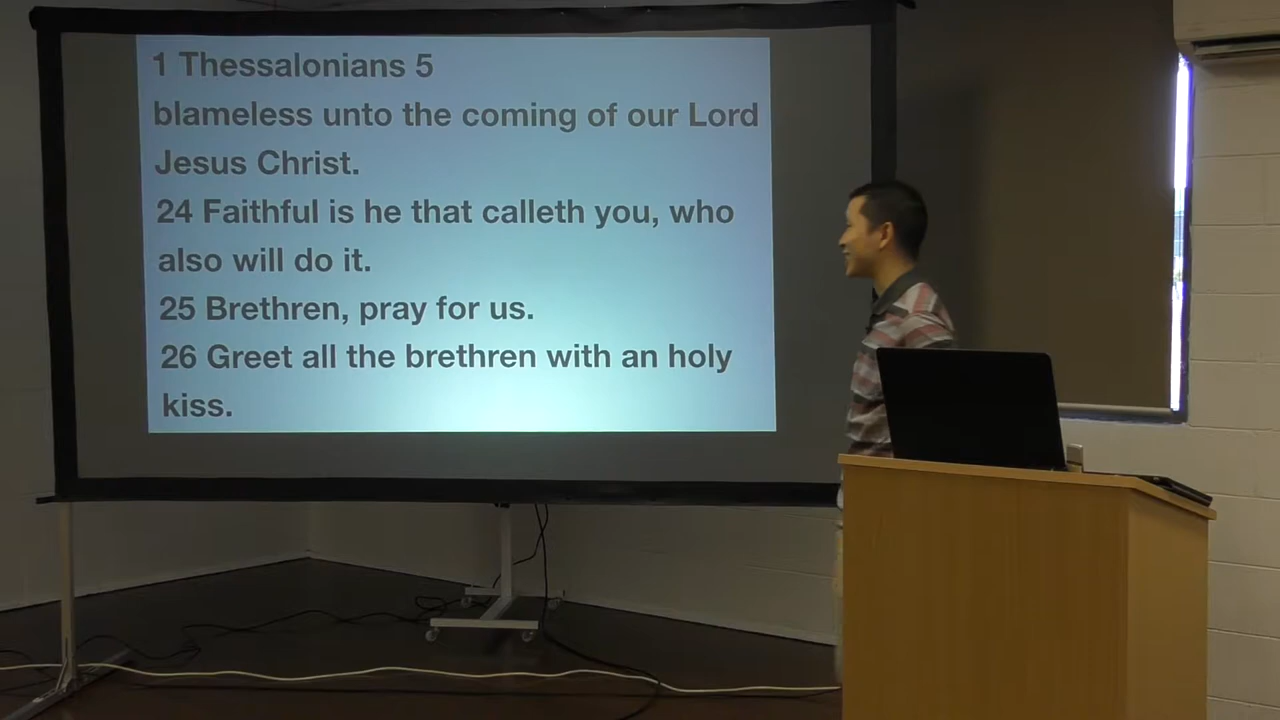 1 Thessalonians 5
blameless unto the coming of our Lord
Jesus Christ.
24 Faithful is he that calleth you, who
also will do it.
25 Brethren, pray for us.
26 Greet all the brethren with an holy
kiss.